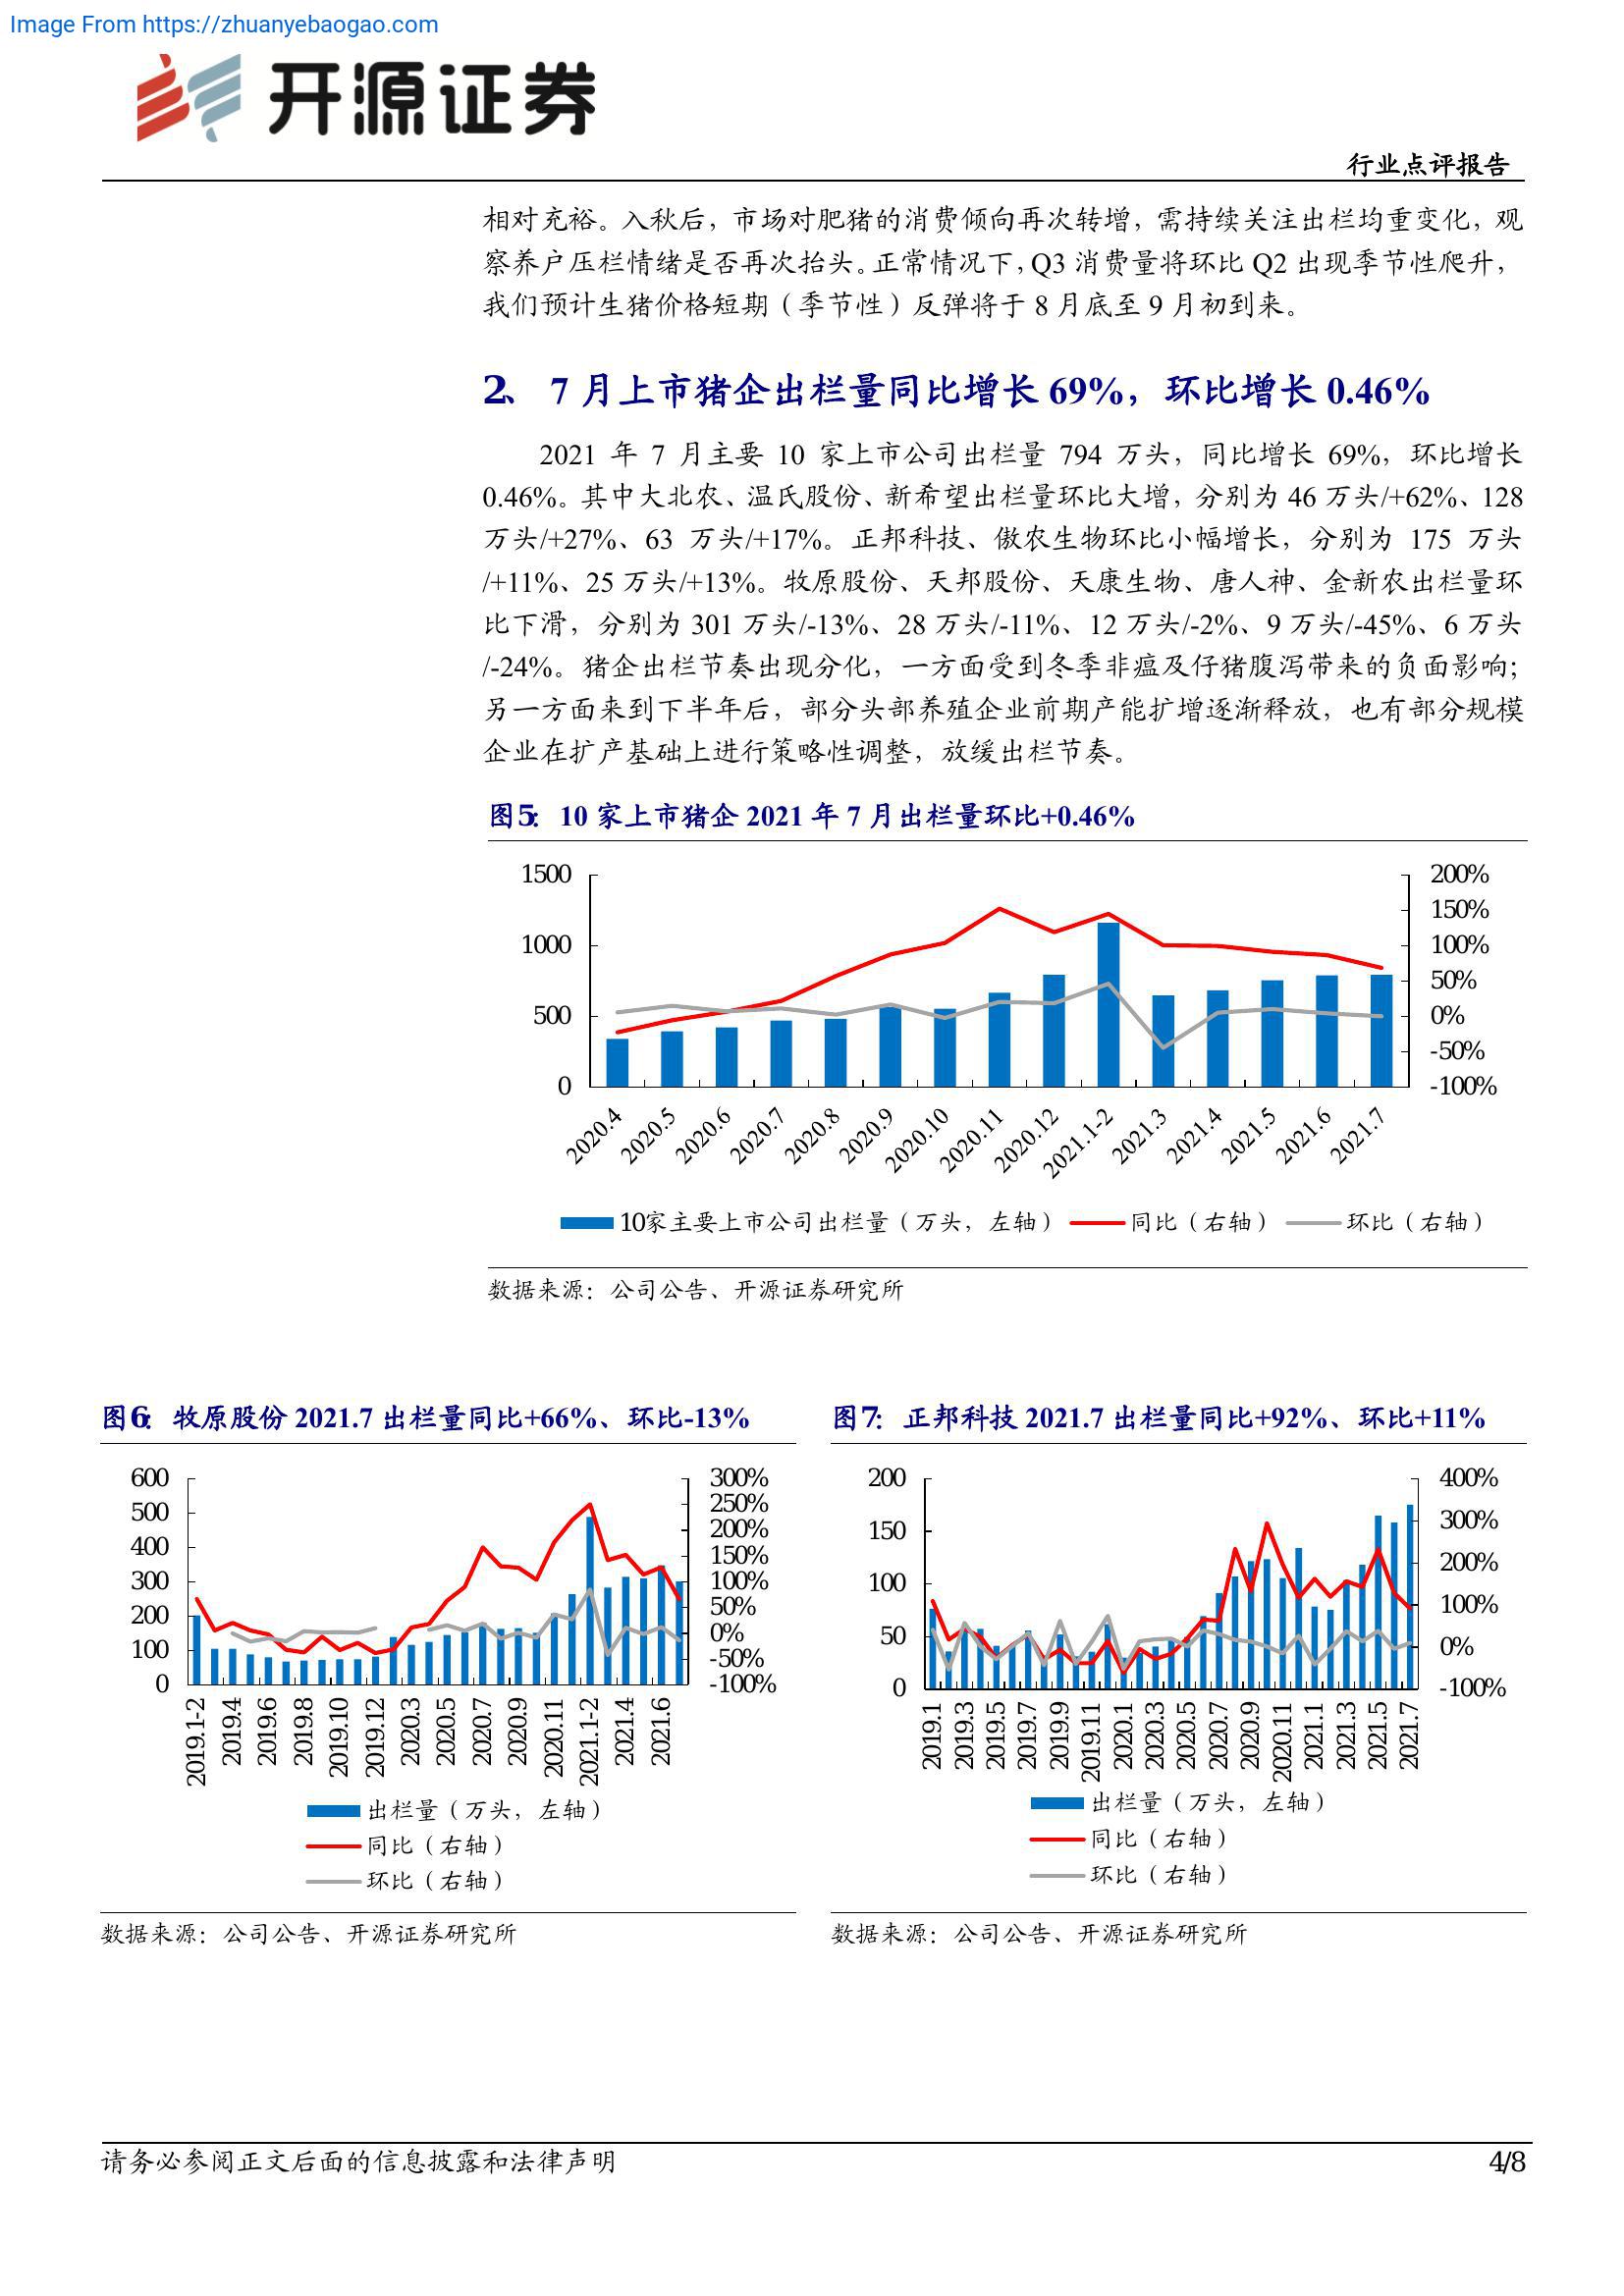 Image From https://zhuanyebaogao.com
开源证券
行业点评报告
相对充裕。入秋后，市场对肥猪的消费倾向再次转增，需持续关注出栏均重变化，观
察养户压栏情绪是否再次抬头。正常情况下，Q3 消费量将环比 Q2 出现季节性爬升，
我们预计生猪价格短期（季节性）反弹将于 8 月底至 9 月初到来。
2、 7 月上市猪企出栏量同比增长 69%，环比增长 0.46%
2021 年 7 月主要 10 家上市公司出栏量 794 万头，同比增长 69%，环比增长
0.46%。其中大北农、温氏股份、新希望出栏量环比大增，分别为 46 万头/+62%、128
万头/+27%、63 万头/+17%。正邦科技、傲农生物环比小幅增长，分别为 175 万头
/+11%、25 万头/+13%。牧原股份、天邦股份、天康生物、唐人神、金新农出栏量环
比下滑，分别为 301 万头/-13%、28 万头/-11%、12 万头/-2%、9 万头/-45%、6 万头
/-24%。猪企出栏节奏出现分化，一方面受到冬季非瘟及仔猪腹泻带来的负面影响；
另一方面来到下半年后，部分头部养殖企业前期产能扩增逐渐释放，也有部分规模
企业在扩产基础上进行策略性调整，放缓出栏节奏。
图5： 10 家上市猪企 2021 年 7 月出栏量环比+0.46%
1500
1000
500
0
200%
150%
100%
50%
0%
-50%
-100%
2020.4 2020.5 2020.6 2020.7 2020.8 2020.9 2020.10 2020.11 2020.12 2021.1-2 2021.3 2021.4 2021.5 2021.6 2021.7
10家主要上市公司出栏量（万头，左轴） 同比（右轴） 环比（右轴）
数据来源：公司公告、开源证券研究所
图6： 牧原股份 2021.7 出栏量同比+66%、环比-13%
600
500
400
300
200
100
0
300%
250%
200%
150%
100%
50%
0%
-50%
-100%
2019.1-2 2019.4 2019.6 2019.8 2019.10 2019.12 2020.3 2020.5 2020.7 2020.9 2020.11 2021.1-2 2021.4 2021.6
出栏量（万头，左轴）
同比（右轴）
环比（右轴）
数据来源：公司公告、开源证券研究所
图7： 正邦科技 2021.7 出栏量同比+92%、环比+11%
200
150
100
50
0
400%
300%
200%
100%
0%
-100%
2019.1 2019.3 2019.5 2019.7 2019.9 2019.11 2020.1 2020.3 2020.5 2020.7 2020.9 2020.11 2021.1 2021.3 2021.5 2021.7
出栏量（万头，左轴）
同比（右轴）
环比（右轴）
数据来源：公司公告、开源证券研究所
请务必参阅正文后面的信息披露和法律声明
4/8